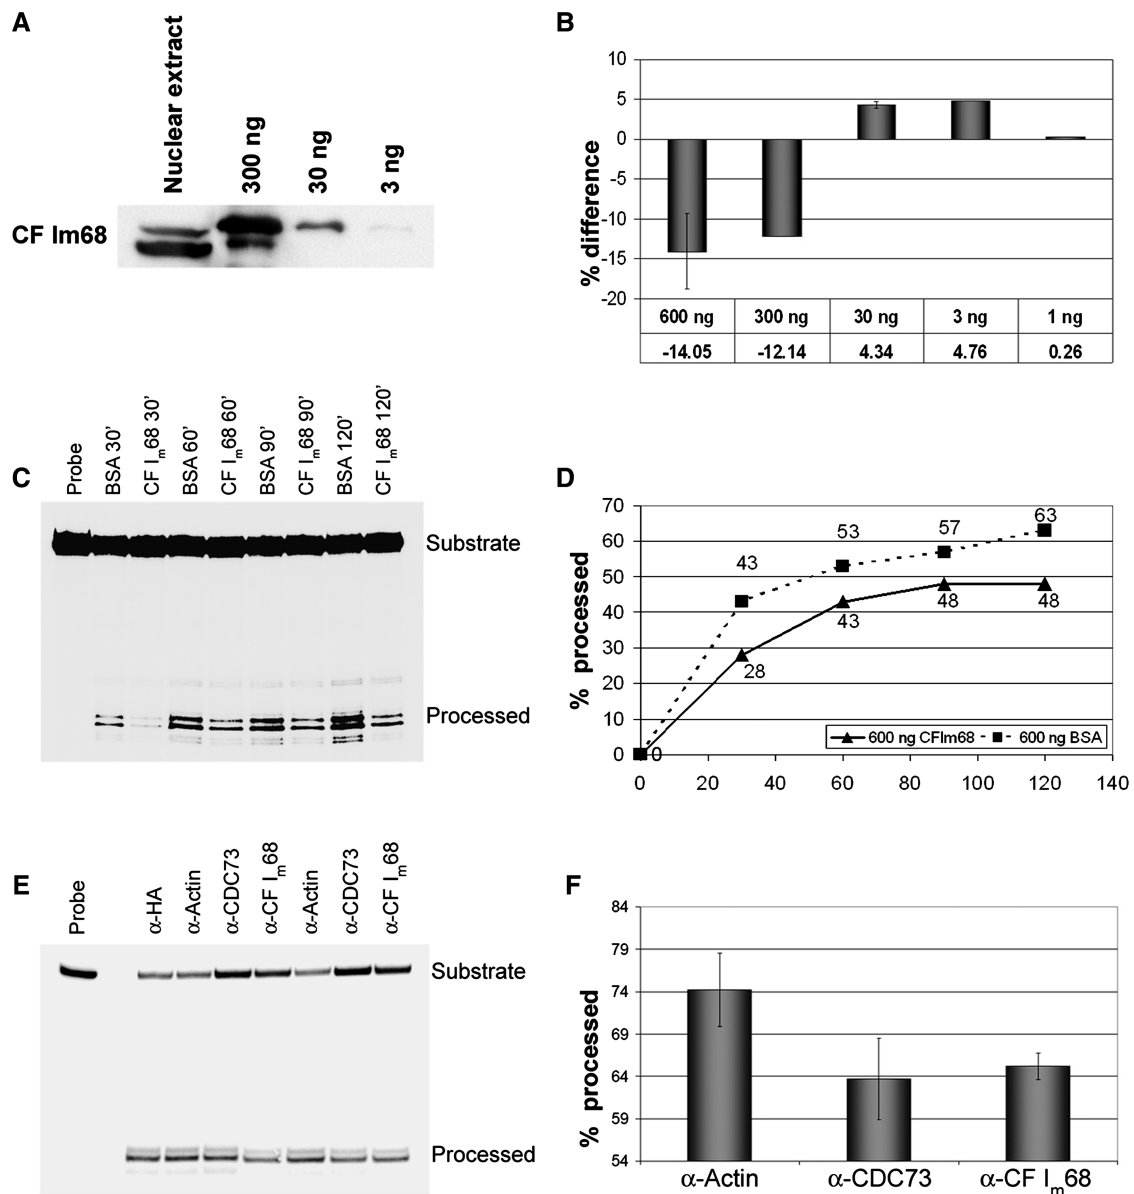 A
Nuclear extract
300 ng
30 ng
3 ng
CF Im68
B
% difference
10
5
0
-5
-10
-15
-20
600 ng 300 ng 30 ng 3 ng 1 ng
-14.05 -12.14 4.34 4.76 0.26
C
Probe
BSA 30’
CF Im68 30’
BSA 60’
CF Im68 60’
BSA 90’
CF Im68 90’
BSA 120’
CF Im68 120’
Substrate
Processed
D
% processed
70
60
50
40
30
20
10
0
43
53
57
63
28
43
48
48
0
600 ng CFIm68 600 ng BSA
0 20 40 60 80 100 120 140
E
Probe
α-HA
α-Actin
α-CDC73
α-CF Im68
α-Actin
α-CDC73
α-CF Im68
Substrate
Processed
F
% processed
84
79
74
69
64
59
54
α-Actin α-CDC73 α-CF Im68